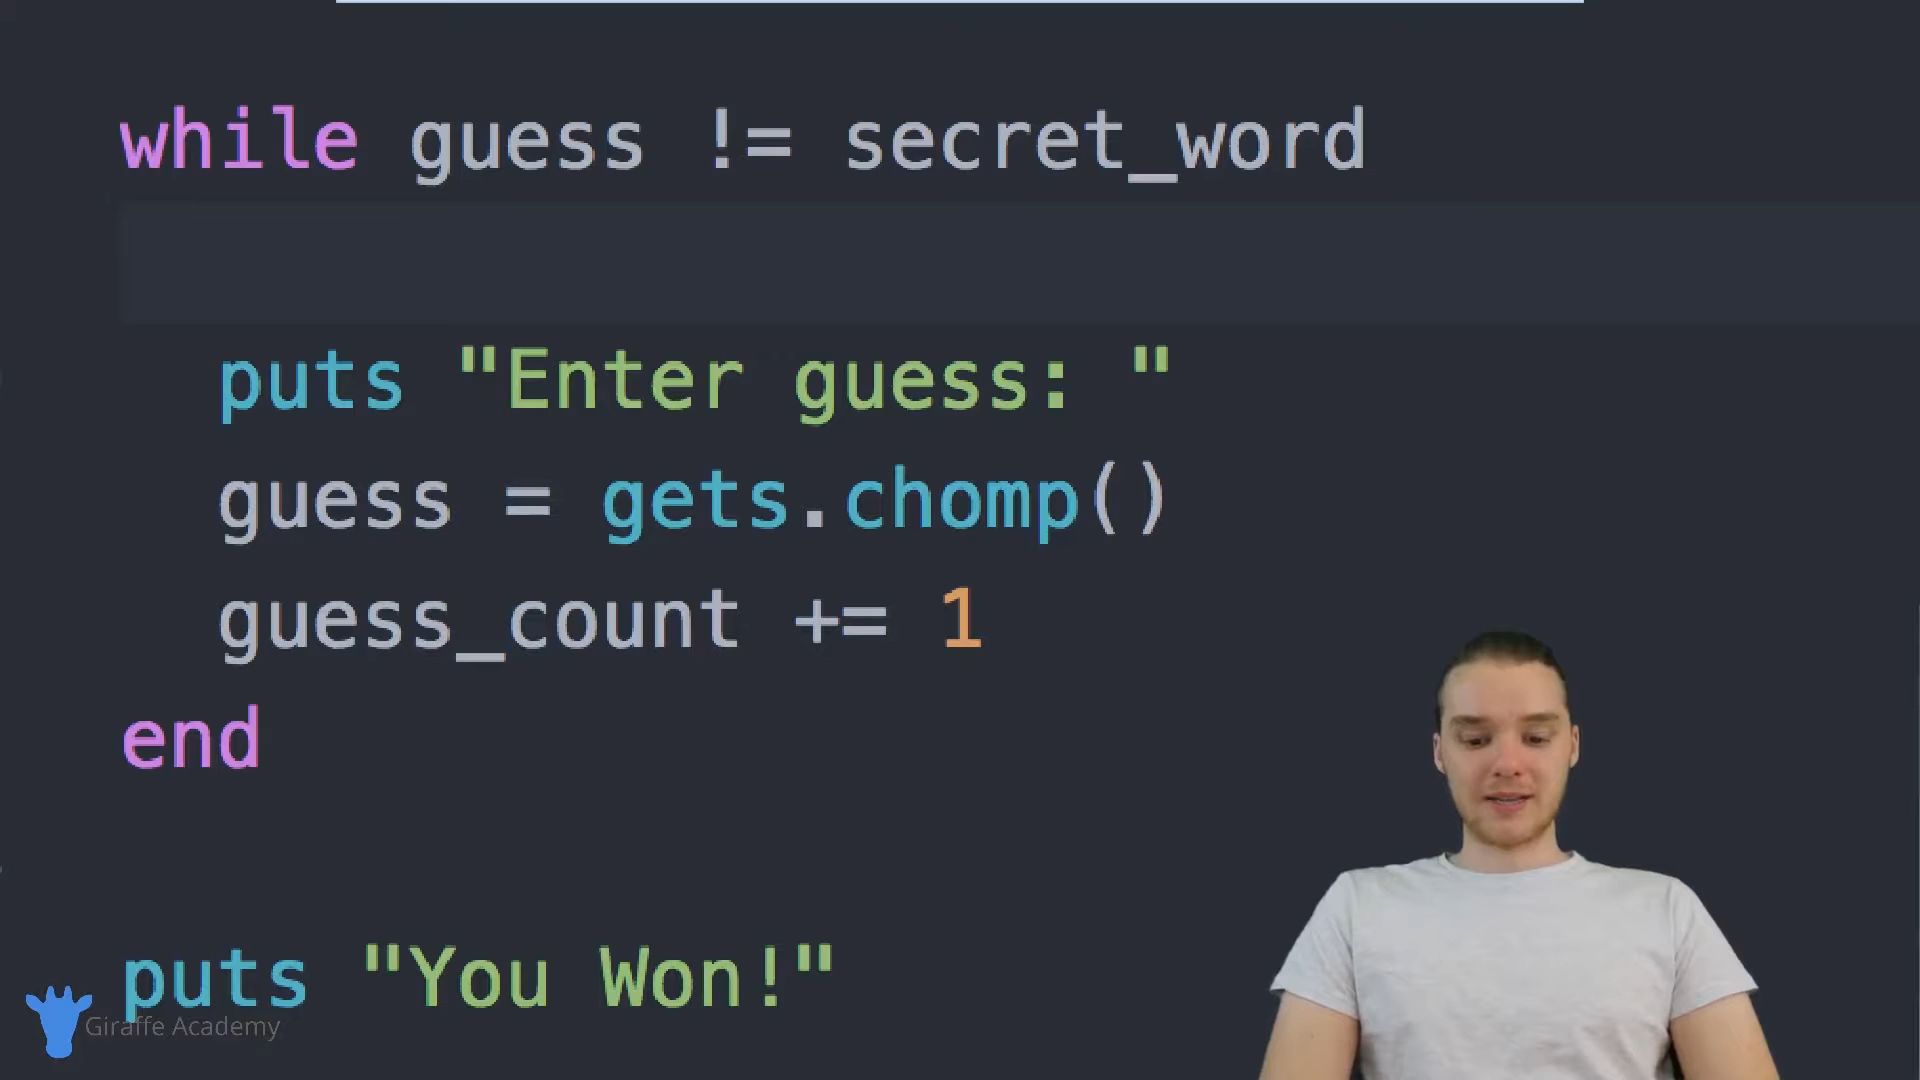 while guess != secret_word
puts "Enter guess: "
guess = gets.chomp()
guess_count += 1
end
puts "You Won!"
Giraffe Academy